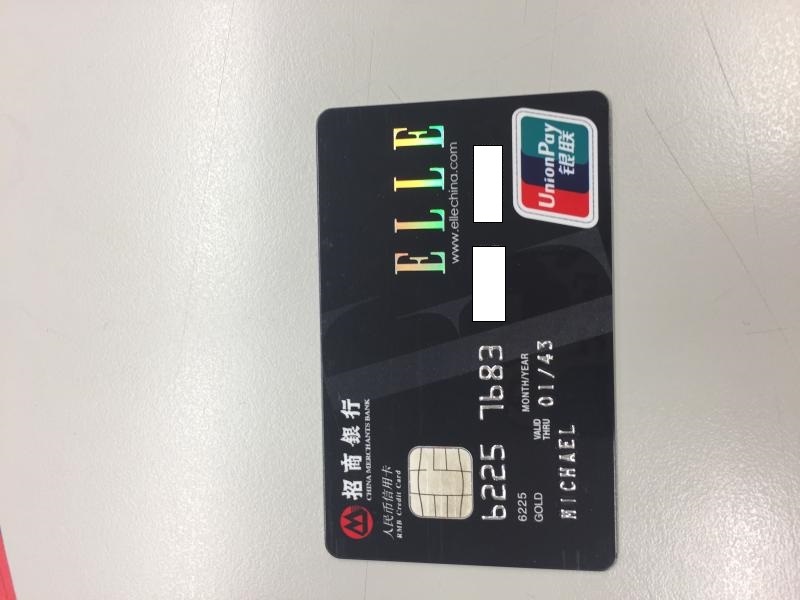 招商银行
CHINA MERCHANTS BANK
人民币信用卡
RMB Credit Card
ELLE
www.ellechina.com
6225 7683
6225
GOLD
MONTH/YEAR
VALID THRU 01/43
MICHAEL
UnionPay
银联